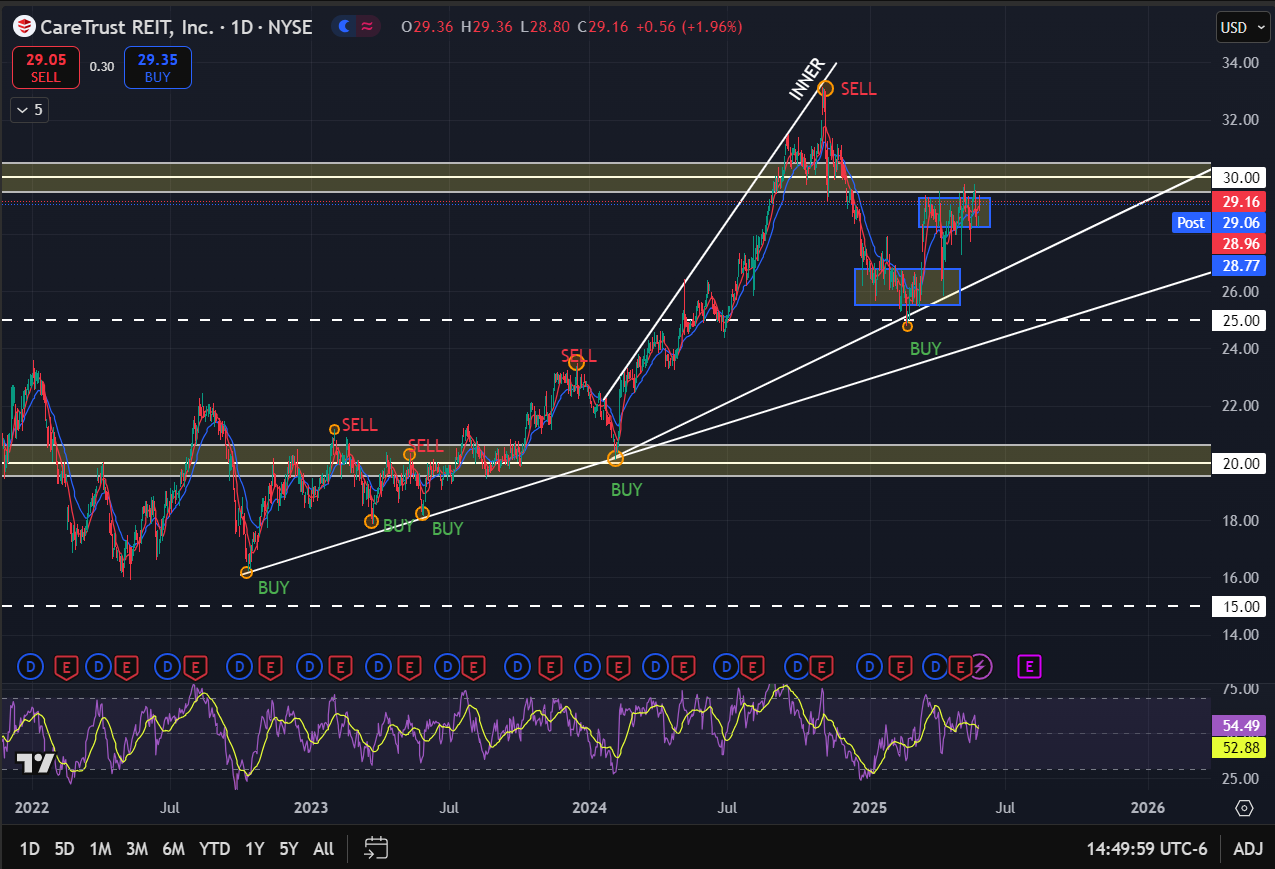 CareTrust REIT, Inc. · 1D · NYSE
O29.36 H29.36 L28.80 C29.16 +0.56 (+1.96%)
USD
29.05
SELL
0.30
29.35
BUY
5
INNER
SELL
SELL
SELL
SELL
BUY
BUY
BUY
BUY
BUY
34.00
32.00
30.00
29.16
Post 29.06
28.96
28.77
26.00
25.00
24.00
22.00
20.00
18.00
16.00
15.00
14.00
D E D E D E D E D E D E D E D E D E D E D E D E D E D E E
75.00
54.49
52.88
25.00
2022 Jul 2023 Jul 2024 Jul 2025 Jul 2026
1D 5D 1M 3M 6M YTD 1Y 5Y All
14:49:59 UTC-6 ADJ